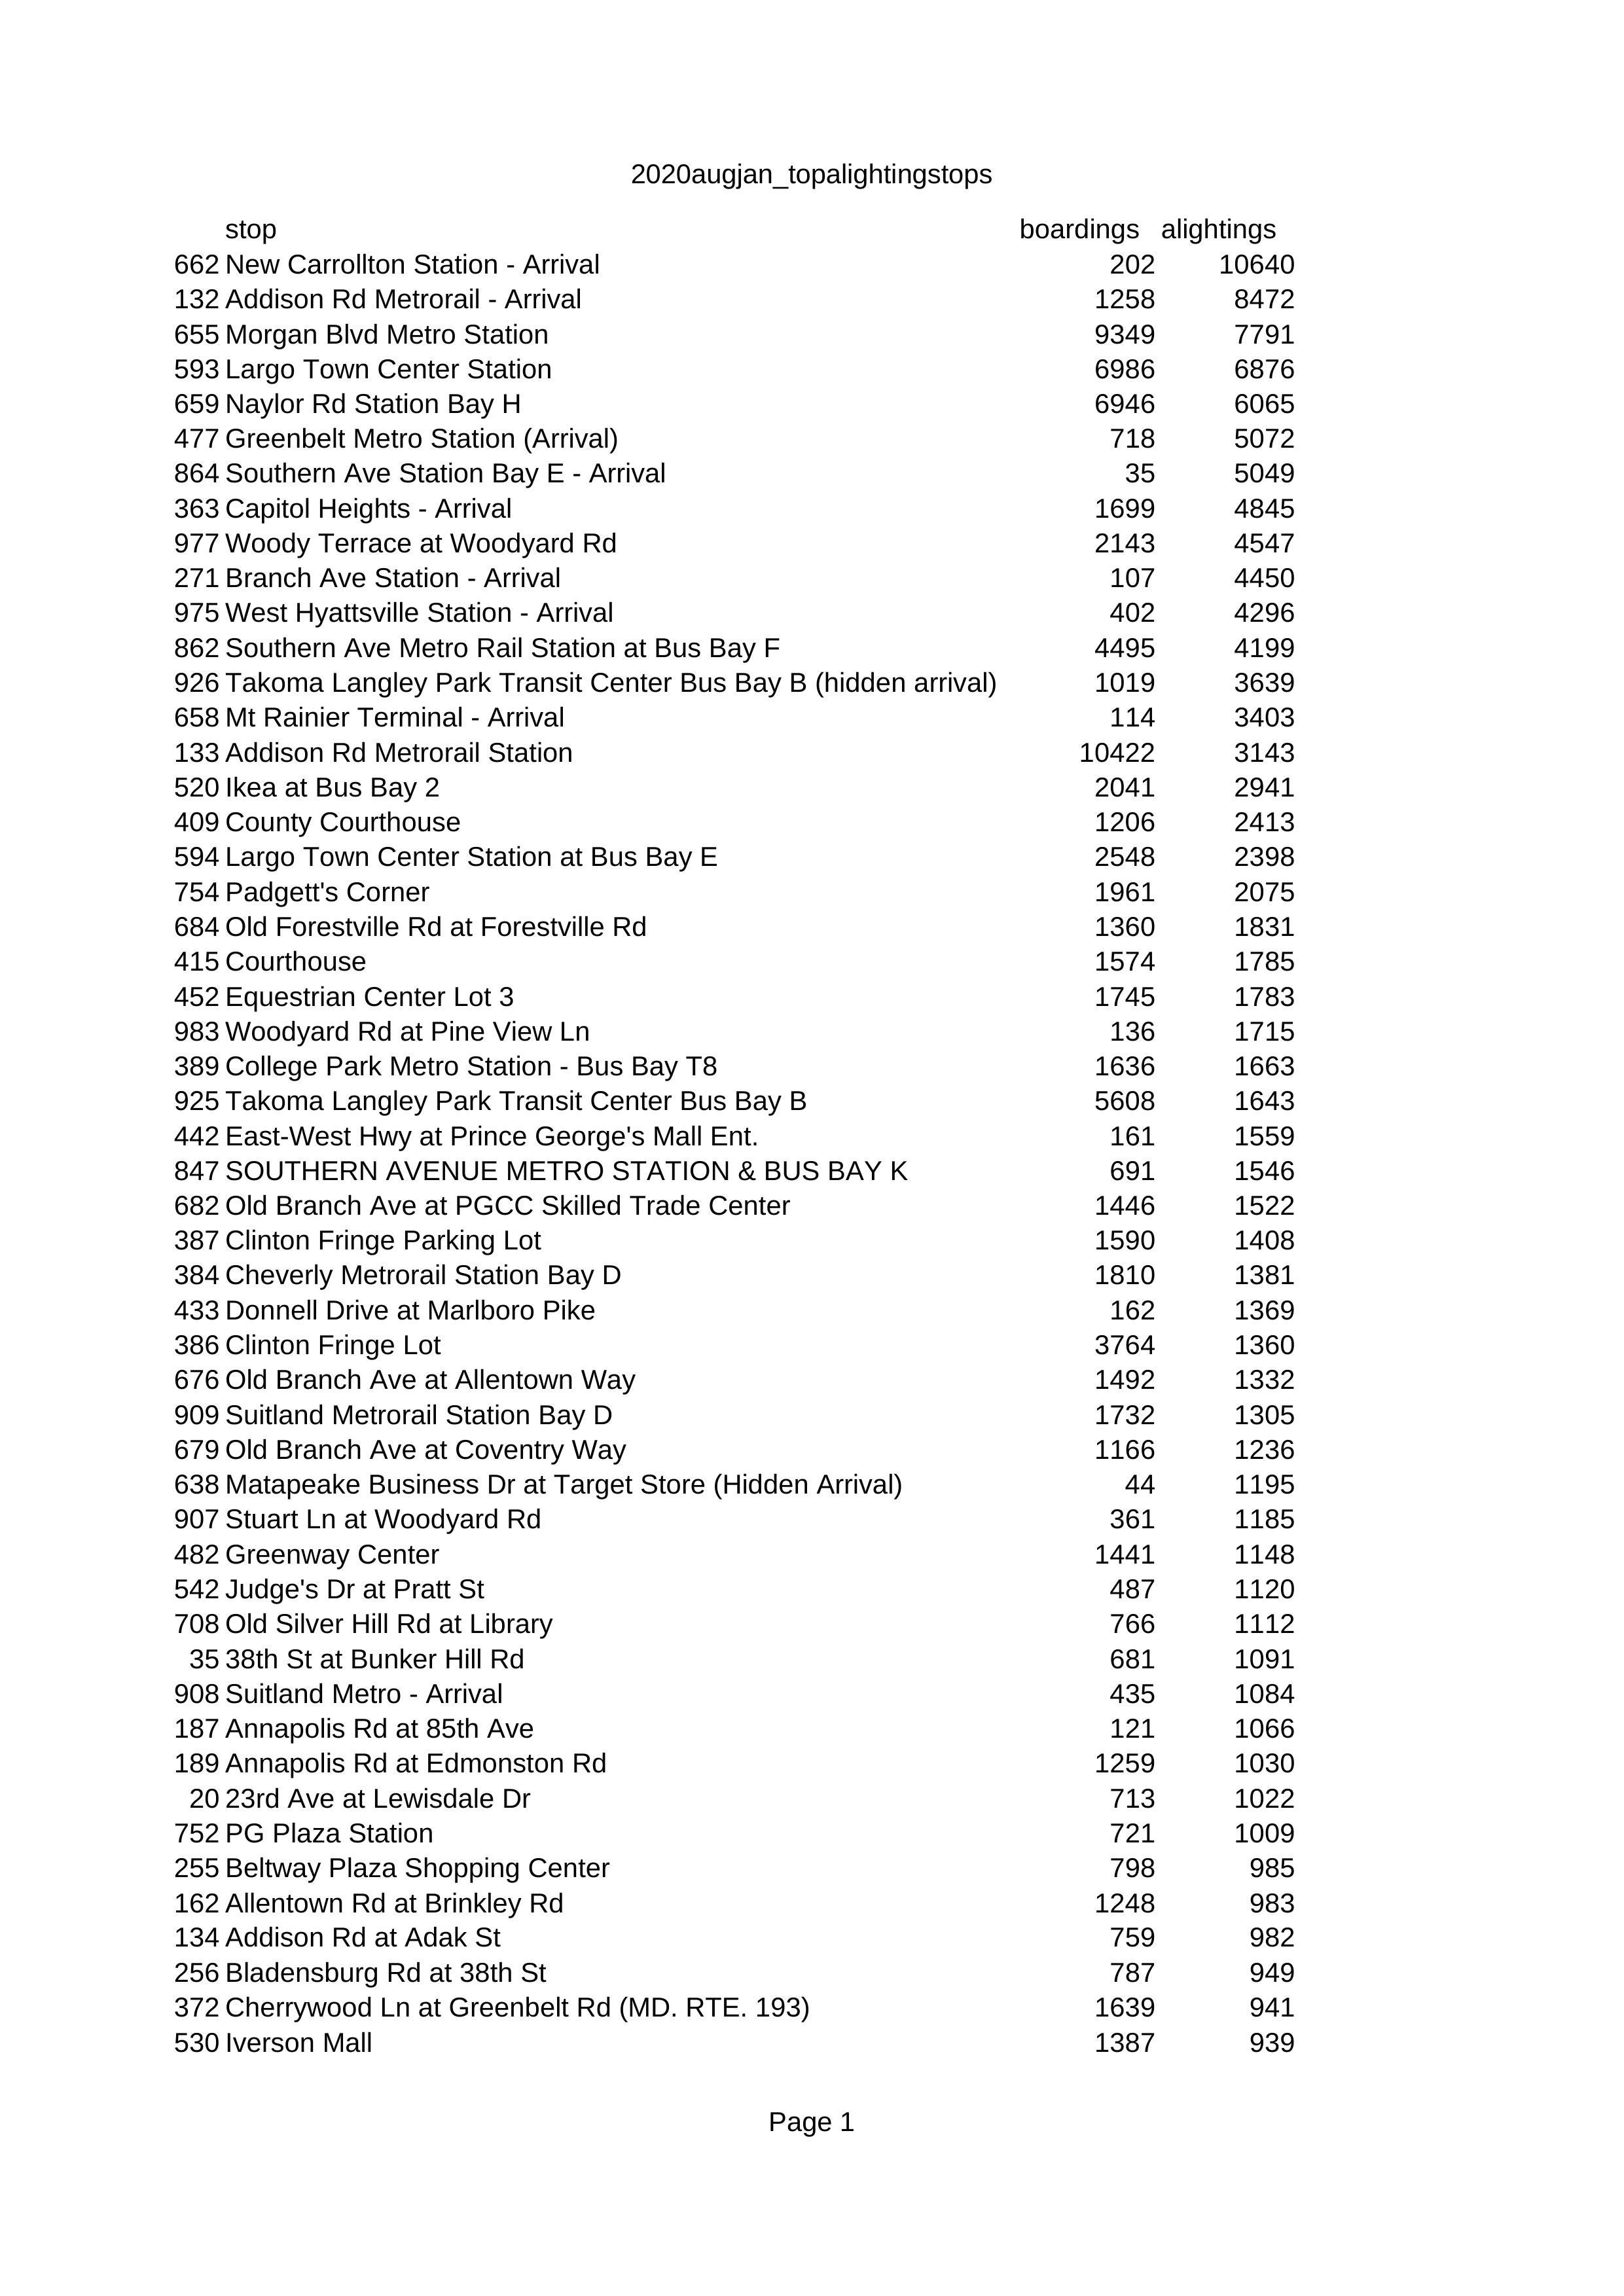 2020augjan_topalightingstops
stop boardings alightings
662 New Carrollton Station - Arrival 202 10640
132 Addison Rd Metrorail - Arrival 1258 8472
655 Morgan Blvd Metro Station 9349 7791
593 Largo Town Center Station 6986 6876
659 Naylor Rd Station Bay H 6946 6065
477 Greenbelt Metro Station (Arrival) 718 5072
864 Southern Ave Station Bay E - Arrival 35 5049
363 Capitol Heights - Arrival 1699 4845
977 Woody Terrace at Woodyard Rd 2143 4547
271 Branch Ave Station - Arrival 107 4450
975 West Hyattsville Station - Arrival 402 4296
862 Southern Ave Metro Rail Station at Bus Bay F 4495 4199
926 Takoma Langley Park Transit Center Bus Bay B (hidden arrival) 1019 3639
658 Mt Rainier Terminal - Arrival 114 3403
133 Addison Rd Metrorail Station 10422 3143
520 Ikea at Bus Bay 2 2041 2941
409 County Courthouse 1206 2413
594 Largo Town Center Station at Bus Bay E 2548 2398
754 Padgett's Corner 1961 2075
684 Old Forestville Rd at Forestville Rd 1360 1831
415 Courthouse 1574 1785
452 Equestrian Center Lot 3 1745 1783
983 Woodyard Rd at Pine View Ln 136 1715
389 College Park Metro Station - Bus Bay T8 1636 1663
925 Takoma Langley Park Transit Center Bus Bay B 5608 1643
442 East-West Hwy at Prince George's Mall Ent. 161 1559
847 SOUTHERN AVENUE METRO STATION & BUS BAY K 691 1546
682 Old Branch Ave at PGCC Skilled Trade Center 1446 1522
387 Clinton Fringe Parking Lot 1590 1408
384 Cheverly Metrorail Station Bay D 1810 1381
433 Donnell Drive at Marlboro Pike 162 1369
386 Clinton Fringe Lot 3764 1360
676 Old Branch Ave at Allentown Way 1492 1332
909 Suitland Metrorail Station Bay D 1732 1305
679 Old Branch Ave at Coventry Way 1166 1236
638 Matapeake Business Dr at Target Store (Hidden Arrival) 44 1195
907 Stuart Ln at Woodyard Rd 361 1185
482 Greenway Center 1441 1148
542 Judge's Dr at Pratt St 487 1120
708 Old Silver Hill Rd at Library 766 1112
35 38th St at Bunker Hill Rd 681 1091
908 Suitland Metro - Arrival 435 1084
187 Annapolis Rd at 85th Ave 121 1066
189 Annapolis Rd at Edmonston Rd 1259 1030
20 23rd Ave at Lewisdale Dr 713 1022
752 PG Plaza Station 721 1009
255 Beltway Plaza Shopping Center 798 985
162 Allentown Rd at Brinkley Rd 1248 983
134 Addison Rd at Adak St 759 982
256 Bladensburg Rd at 38th St 787 949
372 Cherrywood Ln at Greenbelt Rd (MD. RTE. 193) 1639 941
530 Iverson Mall 1387 939
Page 1